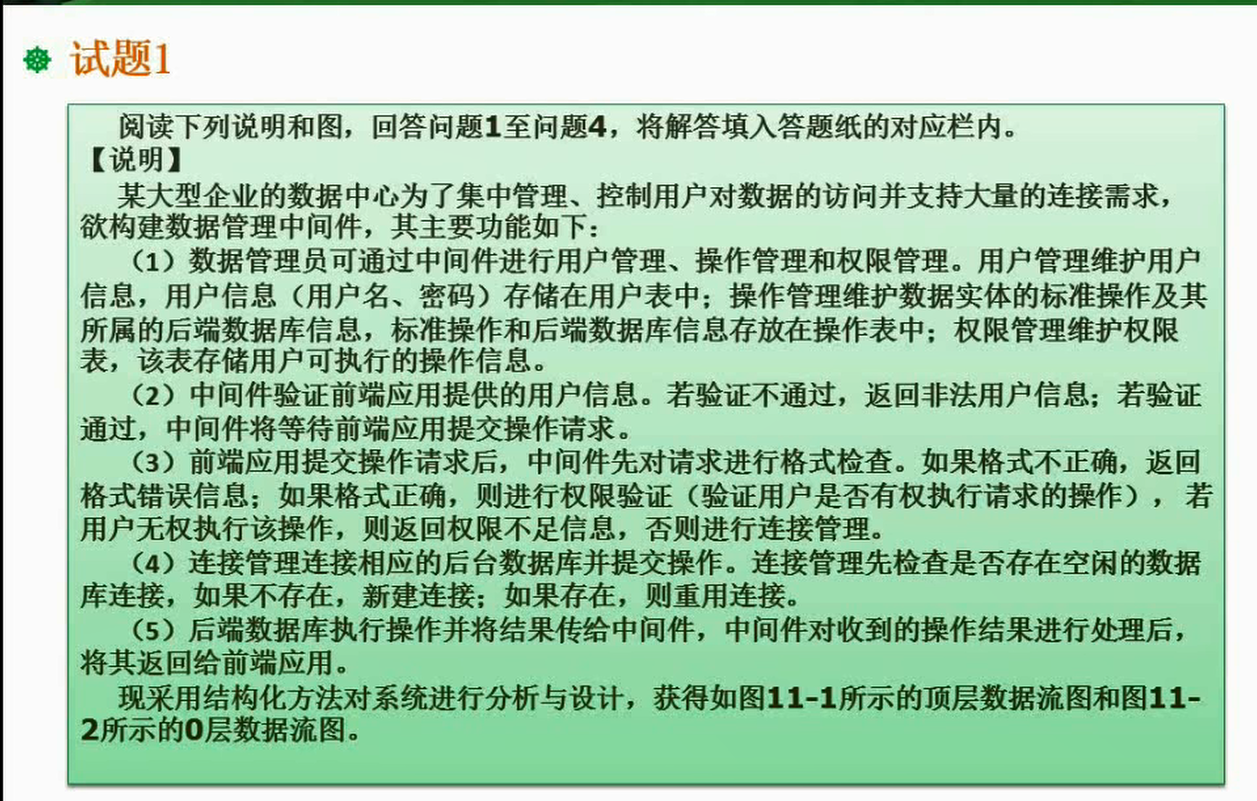 试题1
阅读下列说明和图，回答问题1至问题4，将解答填入答题纸的对应栏内。
【说明】
某大型企业的数据中心为了集中管理、控制用户对数据的访问并支持大量的连接需求，
欲构建数据管理中间件，其主要功能如下：
（1）数据管理员可通过中间件进行用户管理、操作管理和权限管理。用户管理维护用户
信息，用户信息（用户名、密码）存储在用户表中；操作管理维护数据实体的标准操作及其
所属的后端数据库信息，标准操作和后端数据库信息存放在操作表中；权限管理维护权限
表，该表存储用户可执行的操作信息。
（2）中间件验证前端应用提供的用户信息。若验证不通过，返回非法用户信息；若验证
通过，中间件将等待前端应用提交操作请求。
（3）前端应用提交操作请求后，中间件先对请求进行格式检查。如果格式不正确，返回
格式错误信息；如果格式正确，则进行权限验证（验证用户是否有权执行请求的操作），若
用户无权执行该操作，则返回权限不足信息，否则进行连接管理。
（4）连接管理连接相应的后台数据库并提交操作。连接管理先检查是否存在空闲的数据
库连接，如果不存在，新建连接；如果存在，则重用连接。
（5）后端数据库执行操作并将结果传给中间件，中间件对收到的操作结果进行处理后，
将其返回给前端应用。
现采用结构化方法对系统进行分析与设计，获得如图11-1所示的顶层数据流图和图11-
2所示的0层数据流图。